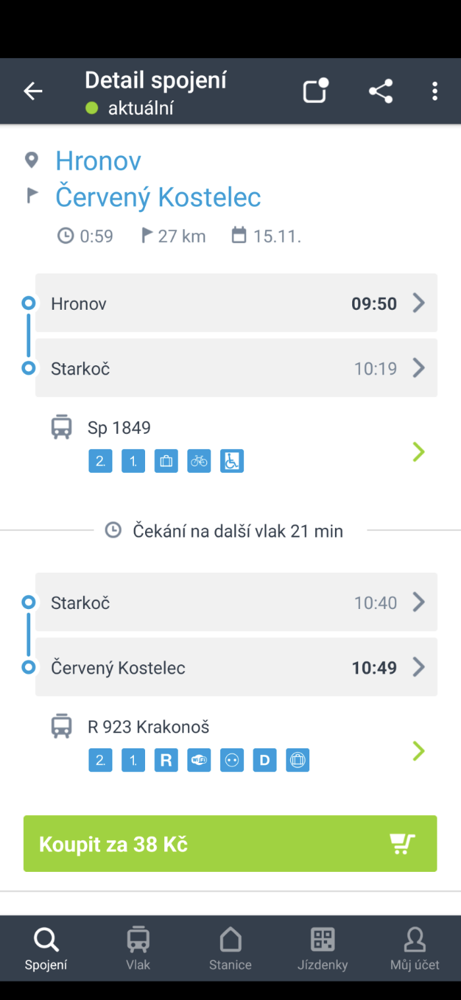 Detail spojení
aktuální
Hronov
Červený Kostelec
0:59 27 km 15.11.
Hronov 09:50
Starkoč 10:19
Sp 1849
2. 1.
Čekání na další vlak 21 min
Starkoč 10:40
Červený Kostelec 10:49
R 923 Krakonoš
2. 1. R WiFi D
Koupit za 38 Kč
Spojení Vlak Stanice Jízdenky Můj účet